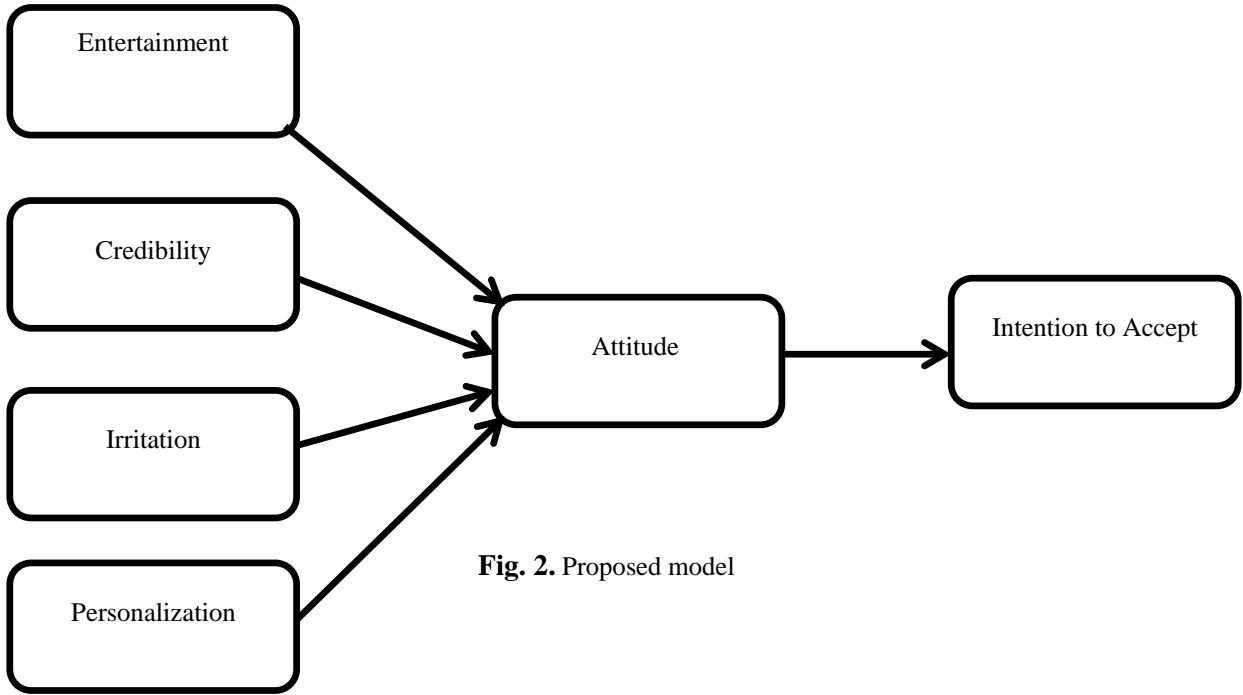 Entertainment
Credibility
Irritation
Personalization
Attitude
Intention to Accept
Fig. 2. Proposed model